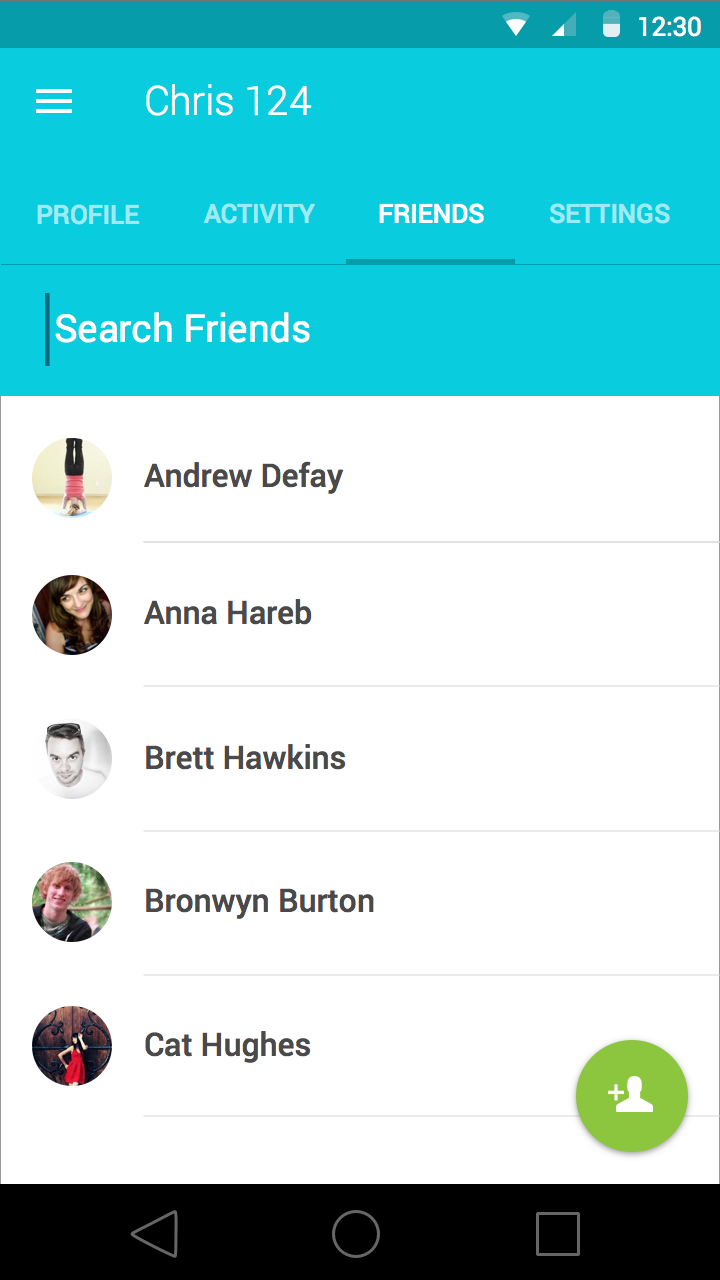 12:30
Chris 124
PROFILE ACTIVITY FRIENDS SETTINGS
Search Friends
Andrew Defay
Anna Hareb
Brett Hawkins
Bronwyn Burton
Cat Hughes